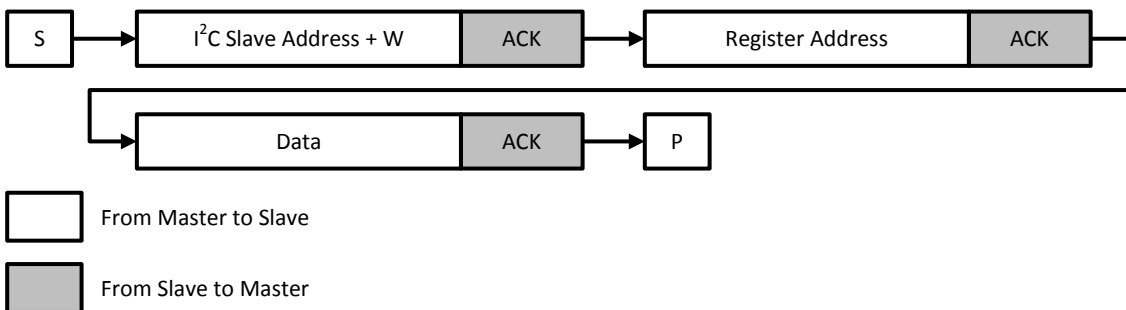 S I²C Slave Address + W ACK Register Address ACK
Data ACK P
From Master to Slave
From Slave to Master